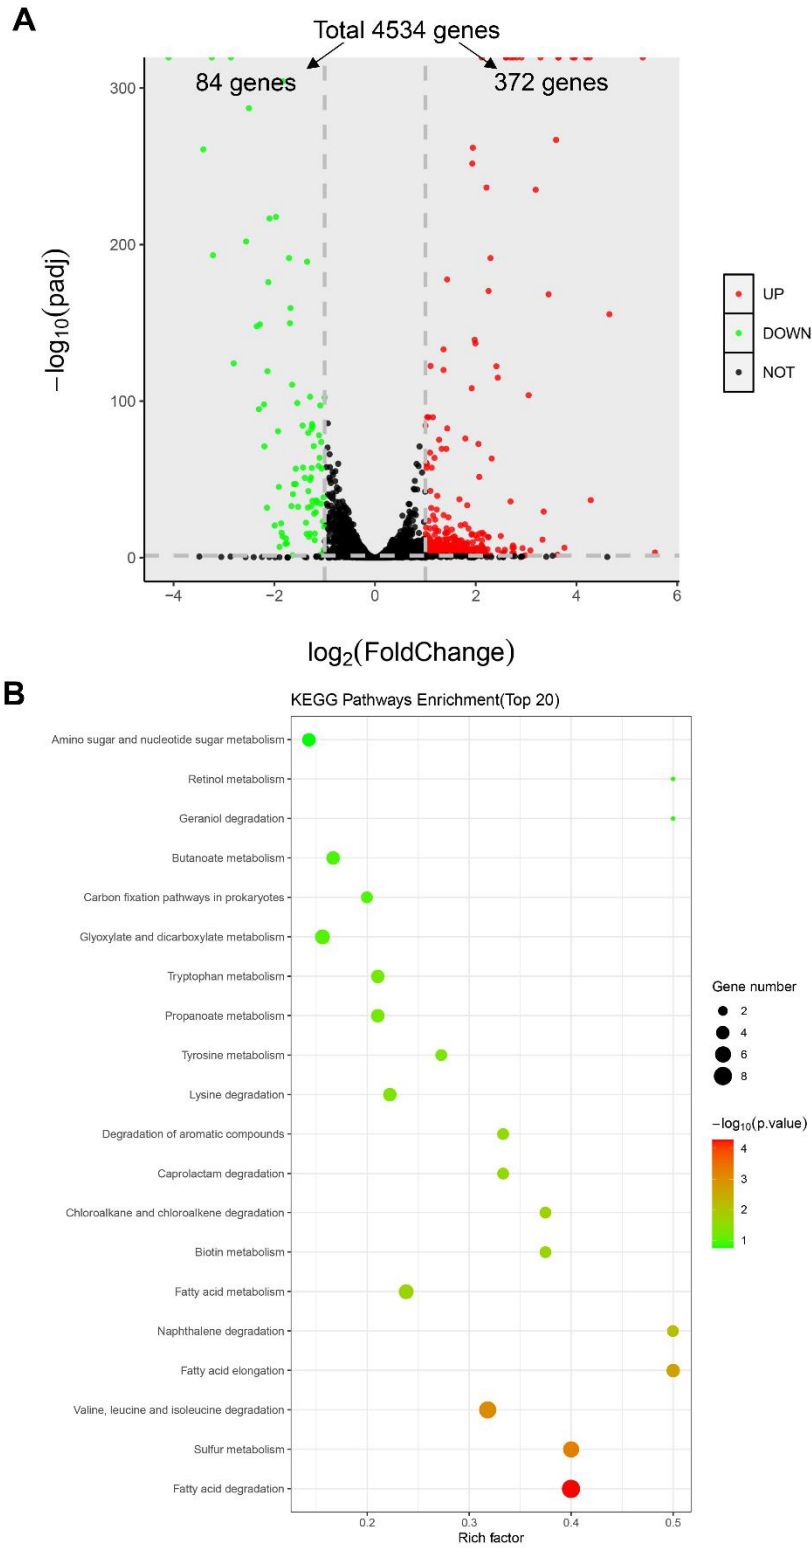 A
Total 4534 genes
84 genes
372 genes
300
200
100
0
−log10(padj)
−4
−2
0
2
4
6
log2(FoldChange)
UP
DOWN
NOT
B
KEGG Pathways Enrichment(Top 20)
Amino sugar and nucleotide sugar metabolism
Retinol metabolism
Geraniol degradation
Butanoate metabolism
Carbon fixation pathways in prokaryotes
Glyoxylate and dicarboxylate metabolism
Tryptophan metabolism
Propanoate metabolism
Tyrosine metabolism
Lysine degradation
Degradation of aromatic compounds
Caprolactam degradation
Chloroalkane and chloroalkene degradation
Biotin metabolism
Fatty acid metabolism
Naphthalene degradation
Fatty acid elongation
Valine, leucine and isoleucine degradation
Sulfur metabolism
Fatty acid degradation
0.2
0.3
0.4
0.5
Rich factor
Gene number
2
4
6
8
−log10(p.value)
4
3
2
1